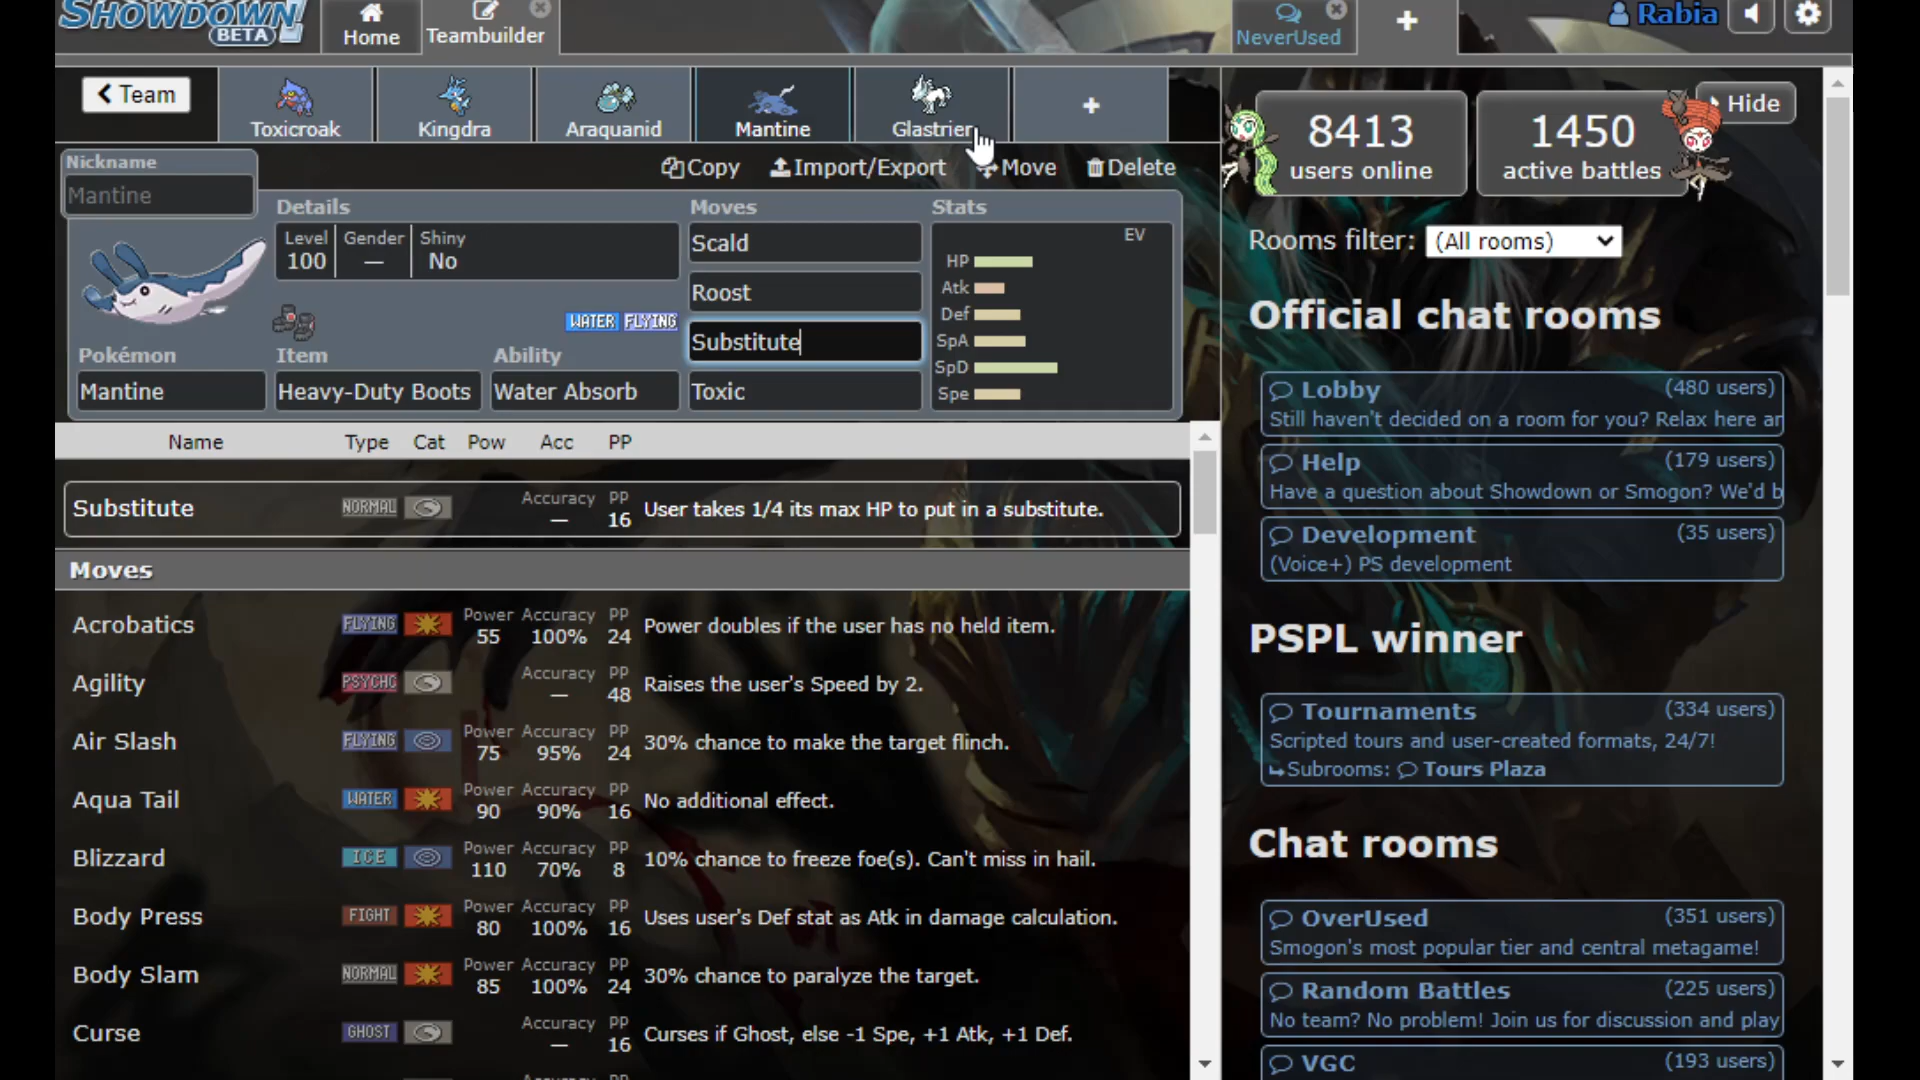 SHOWDOWN
BETA
Home
Teambuilder
NeverUsed
+
Rabia
Team
Toxicroak
Kingdra
Araquanid
Mantine
Glastrier
+
Hide
8413
users online
1450
active battles
Nickname
Mantine
Copy
Import/Export
Move
Delete
Details
Moves
Stats
Level
100
Gender
—
Shiny
No
Scald
Roost
Substitute
Toxic
EV
HP
Atk
Def
SpA
SpD
Spe
WATER FLYING
Pokémon
Mantine
Item
Heavy-Duty Boots
Ability
Water Absorb
Name Type Cat Pow Acc PP
Substitute NORMAL Accuracy — PP 16 User takes 1/4 its max HP to put in a substitute.
Moves
Acrobatics FLYING Power 55 Accuracy 100% PP 24 Power doubles if the user has no held item.
Agility PSYCHC Accuracy — PP 48 Raises the user's Speed by 2.
Air Slash FLYING Power 75 Accuracy 95% PP 24 30% chance to make the target flinch.
Aqua Tail WATER Power 90 Accuracy 90% PP 16 No additional effect.
Blizzard ICE Power 110 Accuracy 70% PP 8 10% chance to freeze foe(s). Can't miss in hail.
Body Press FIGHT Power 80 Accuracy 100% PP 16 Uses user's Def stat as Atk in damage calculation.
Body Slam NORMAL Power 85 Accuracy 100% PP 24 30% chance to paralyze the target.
Curse GHOST Accuracy — PP 16 Curses if Ghost, else -1 Spe, +1 Atk, +1 Def.
Rooms filter: (All rooms)
Official chat rooms
Lobby (480 users)
Still haven't decided on a room for you? Relax here ar
Help (179 users)
Have a question about Showdown or Smogon? We'd b
Development (35 users)
(Voice+) PS development
PSPL winner
Tournaments (334 users)
Scripted tours and user-created formats, 24/7!
Subrooms: Tours Plaza
Chat rooms
OverUsed (351 users)
Smogon's most popular tier and central metagame!
Random Battles (225 users)
No team? No problem! Join us for discussion and play
VGC (193 users)